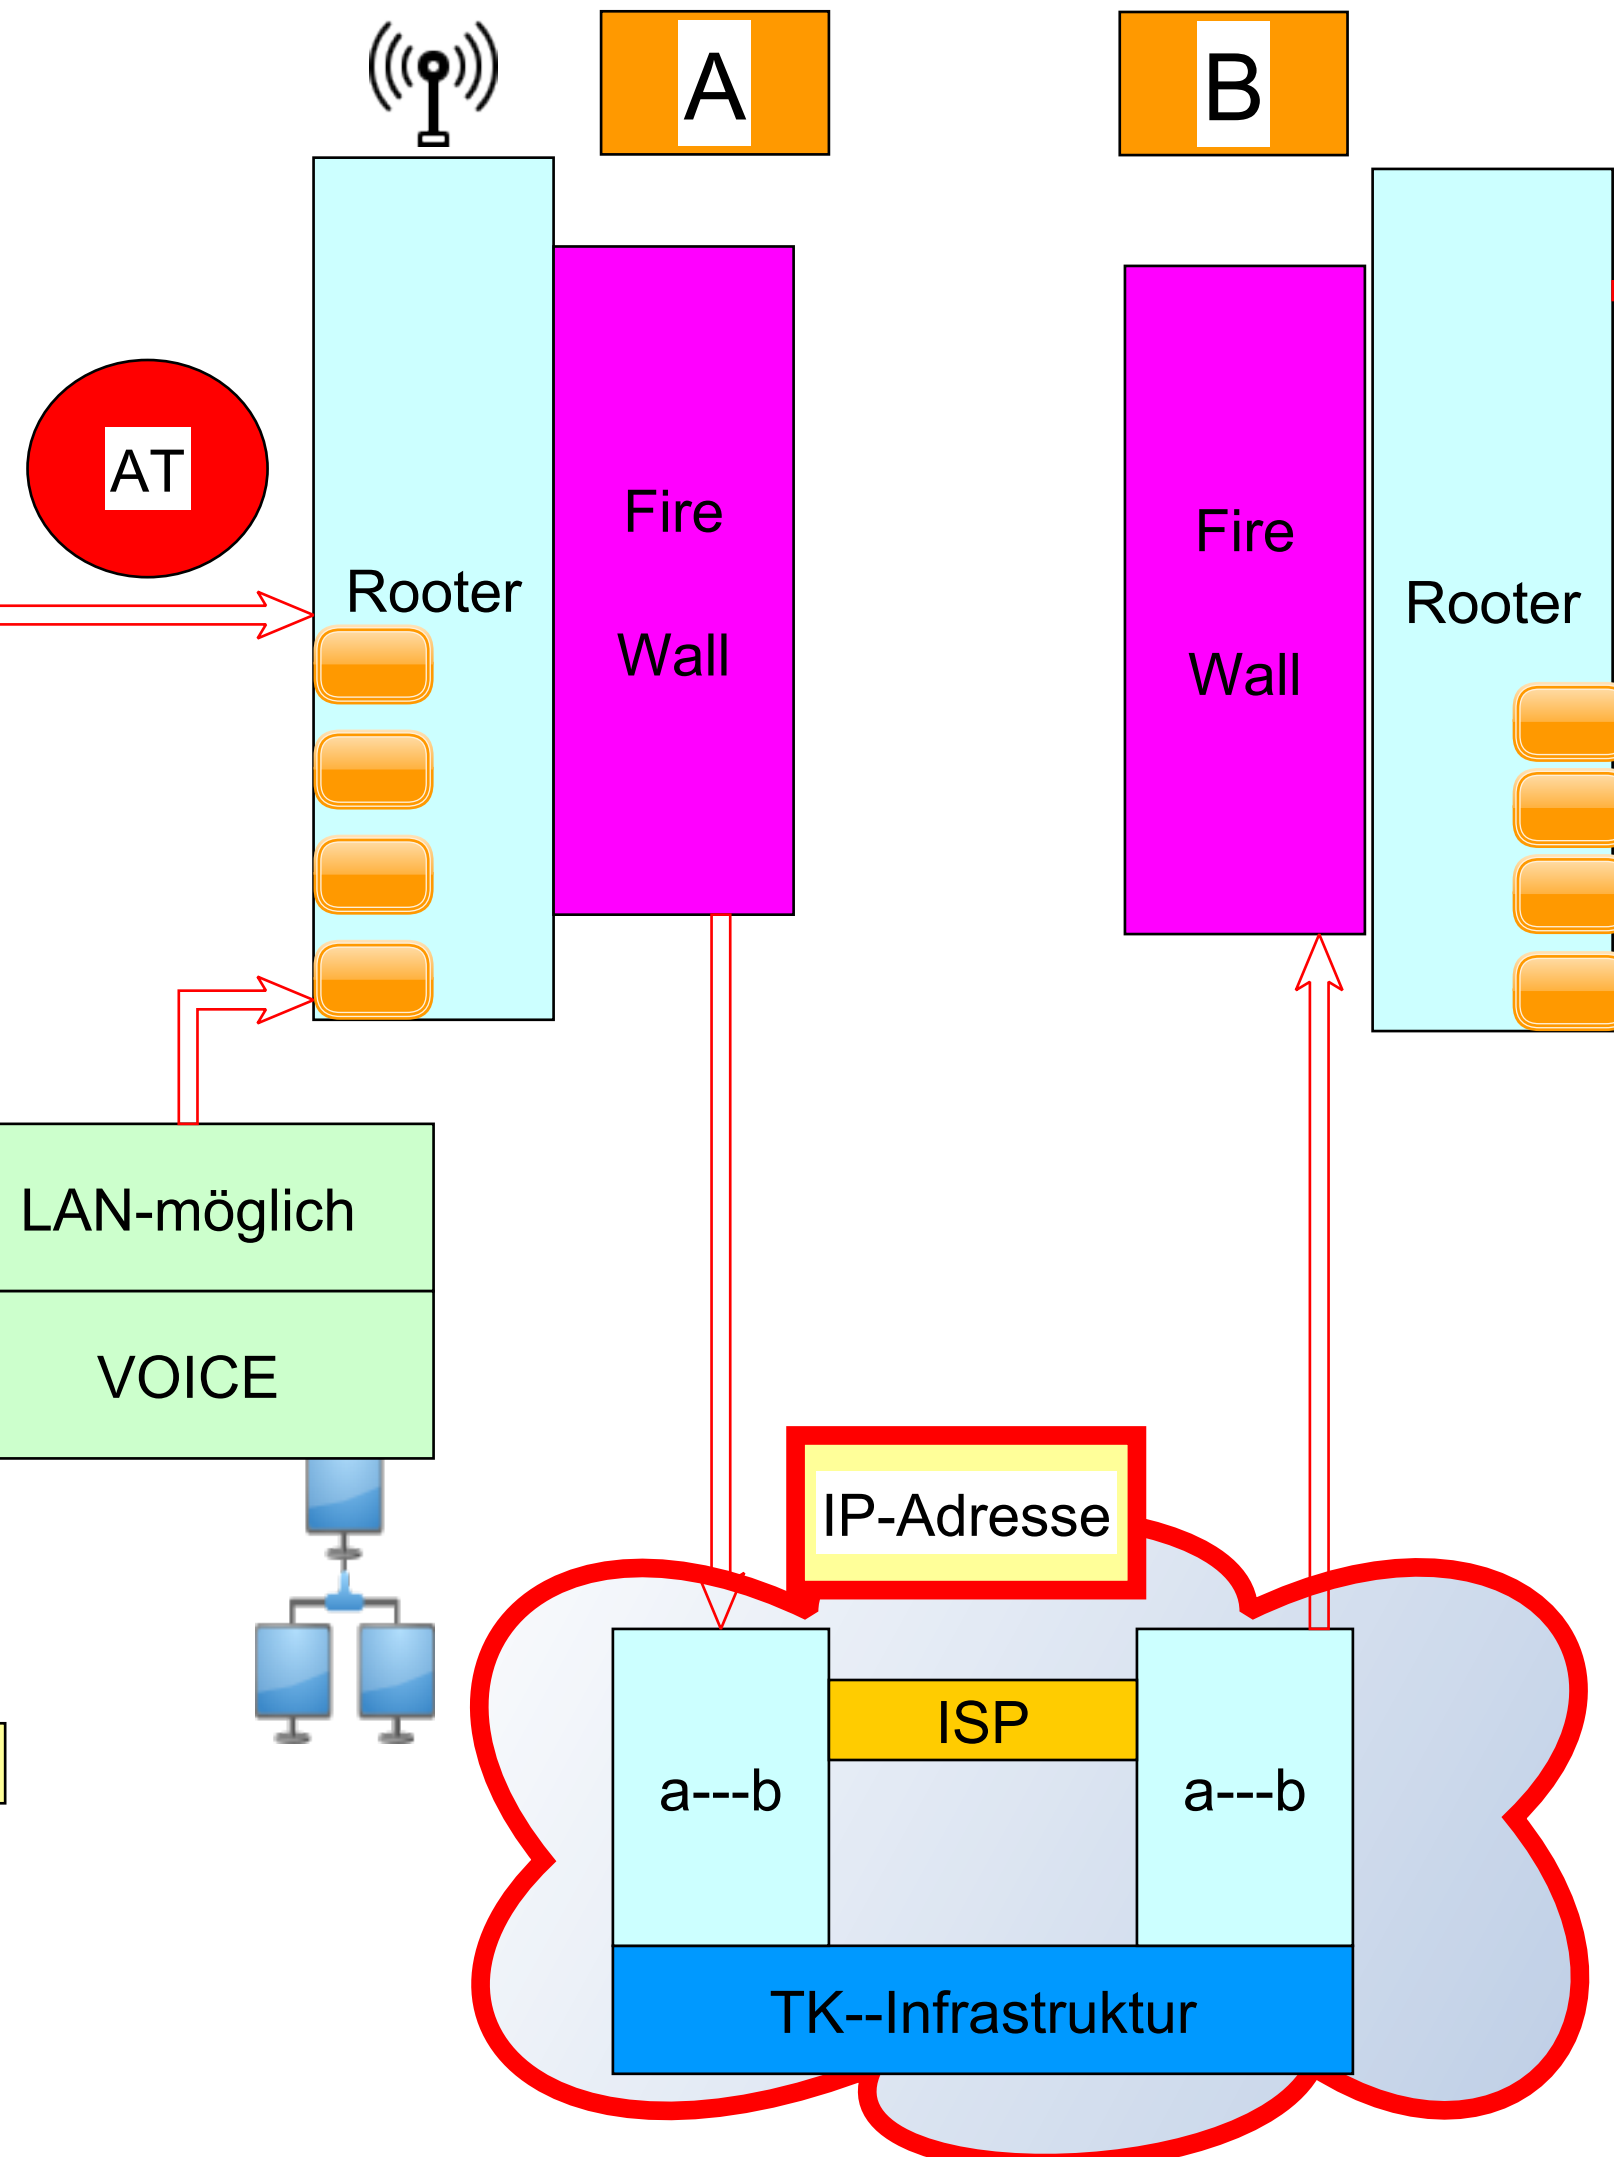 A
B
AT
Rooter
Fire
Wall
Fire
Wall
Rooter
LAN-möglich
VOICE
IP-Adresse
ISP
a---b
a---b
TK--Infrastruktur